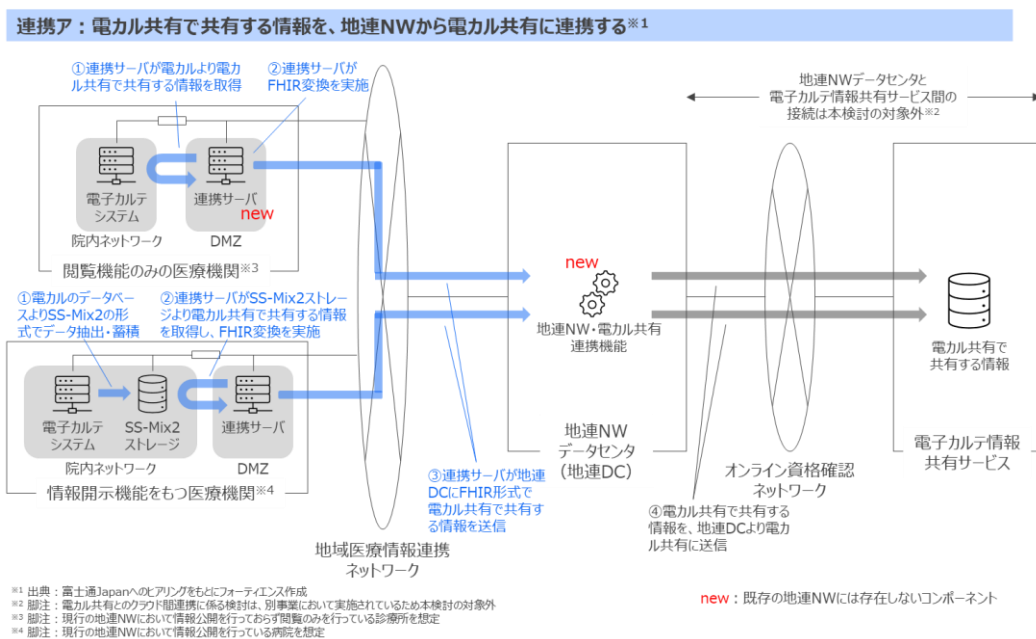 連携ア：電カル共有で共有する情報を、地連NWから電カル共有に連携する※1
①連携サーバが電カルより電カ
ル共有で共有する情報を取得
②連携サーバが
FHIR変換を実施
電子カルテ
システム
院内ネットワーク
連携サーバ
new
DMZ
閲覧機能のみの医療機関※3
①電カルのデータベー
スよりSS-Mix2の形
式でデータ抽出・蓄積
②連携サーバがSS-Mix2ストレー
ジより電カル共有で共有する情報
を取得し、FHIR変換を実施
電子カルテ
システム
SS-Mix2
ストレージ
院内ネットワーク
連携サーバ
DMZ
情報開示機能をもつ医療機関※4
地域医療情報連携
ネットワーク
③連携サーバが地連
DCにFHIR形式で
電カル共有で共有す
る情報を送信
new
地連NW・電カル共有
連携機能
地連NW
データセンタ
（地連DC）
地連NWデータセンタと
電子カルテ情報共有サービス間の
接続は本検討の対象外※2
オンライン資格確認
ネットワーク
④電カル共有で共有する
情報を、地連DCより電カ
ル共有に送信
電カル共有で
共有する情報
電子カルテ情報
共有サービス
※1 出典：富士通Japanへのヒアリングをもとにフォーティエンス作成
※2 脚注：電カル共有とのクラウド間連携に係る検討は、別事業において実施されているため本検討の対象外
※3 脚注：現行の地連NWにおいて情報公開を行っておらず閲覧のみを行っている診療所を想定
※4 脚注：現行の地連NWにおいて情報公開を行っている病院を想定
new：既存の地連NWには存在しないコンポーネント